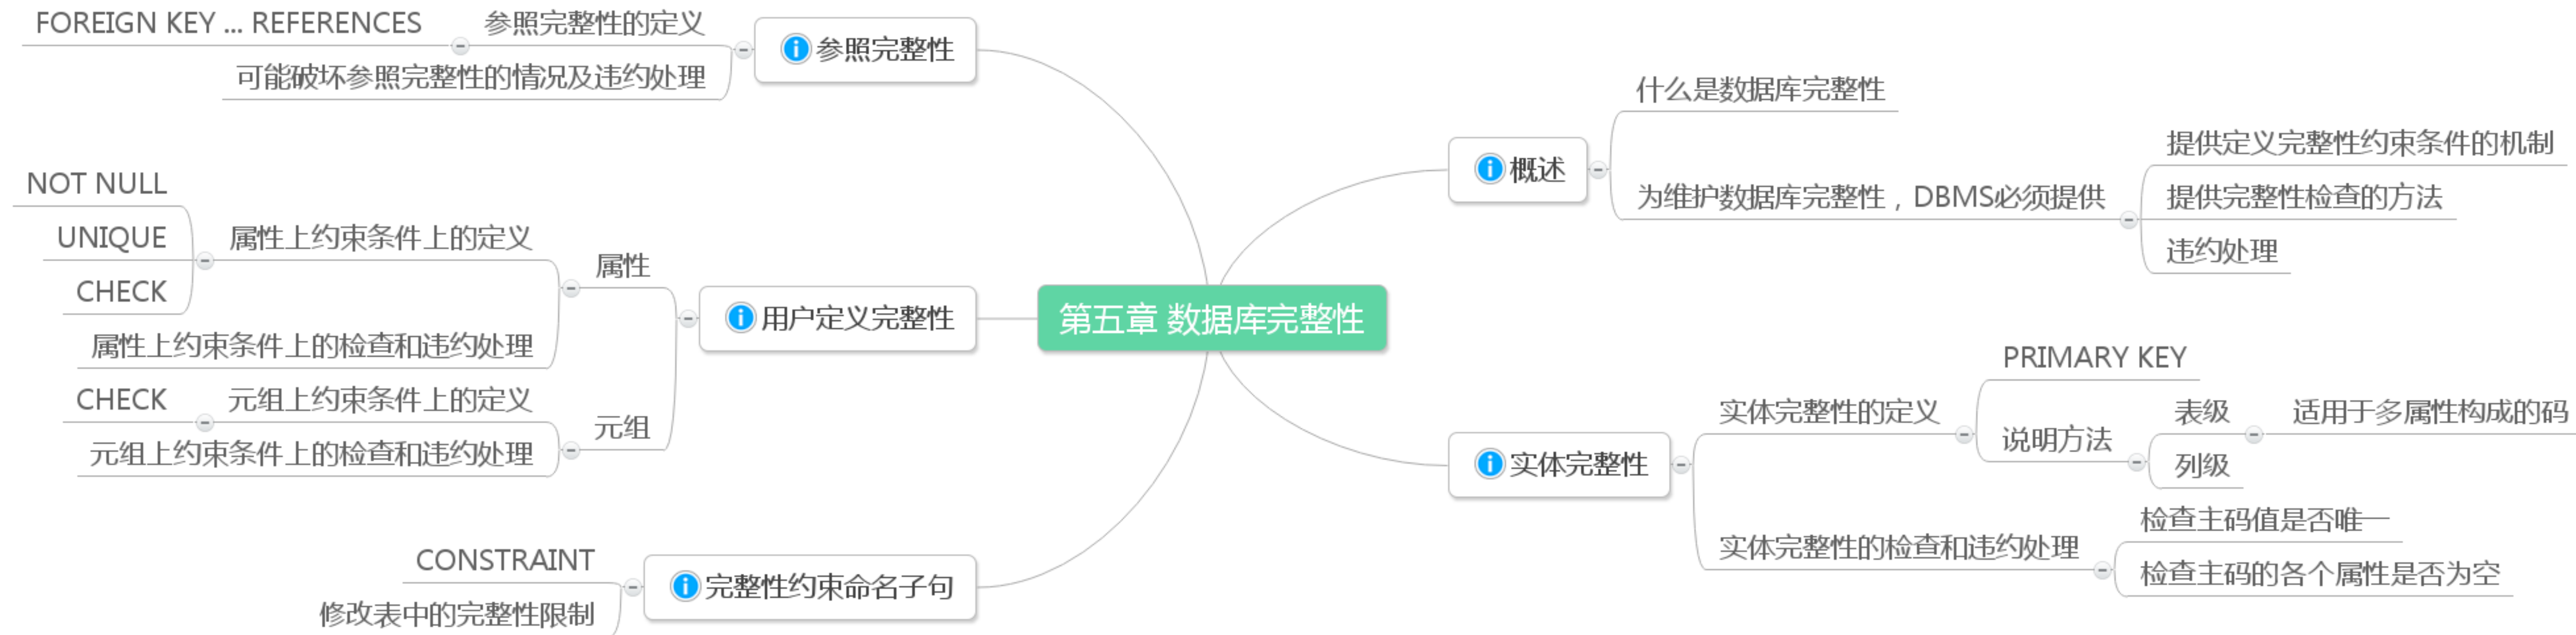 第五章 数据库完整性
概述
什么是数据库完整性
为维护数据库完整性，DBMS必须提供
提供定义完整性约束条件的机制
提供完整性检查的方法
违约处理
实体完整性
实体完整性的定义
PRIMARY KEY
说明方法
表级
适用于多属性构成的码
列级
实体完整性的检查和违约处理
检查主码值是否唯一
检查主码的各个属性是否为空
参照完整性
参照完整性的定义
FOREIGN KEY ... REFERENCES
可能破坏参照完整性的情况及违约处理
用户定义完整性
属性
属性上约束条件上的定义
NOT NULL
UNIQUE
CHECK
属性上约束条件上的检查和违约处理
元组
元组上约束条件上的定义
CHECK
元组上约束条件上的检查和违约处理
完整性约束命名子句
CONSTRAINT
修改表中的完整性限制